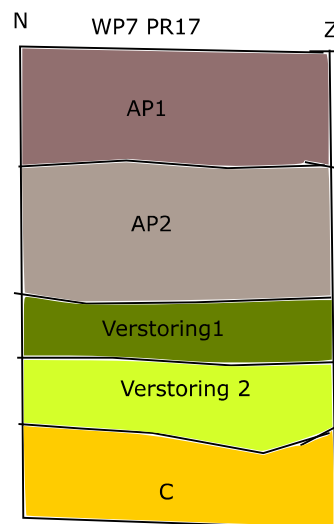 N WP7 PR17 Z
AP1
AP2
Verstoring1
Verstoring 2
C